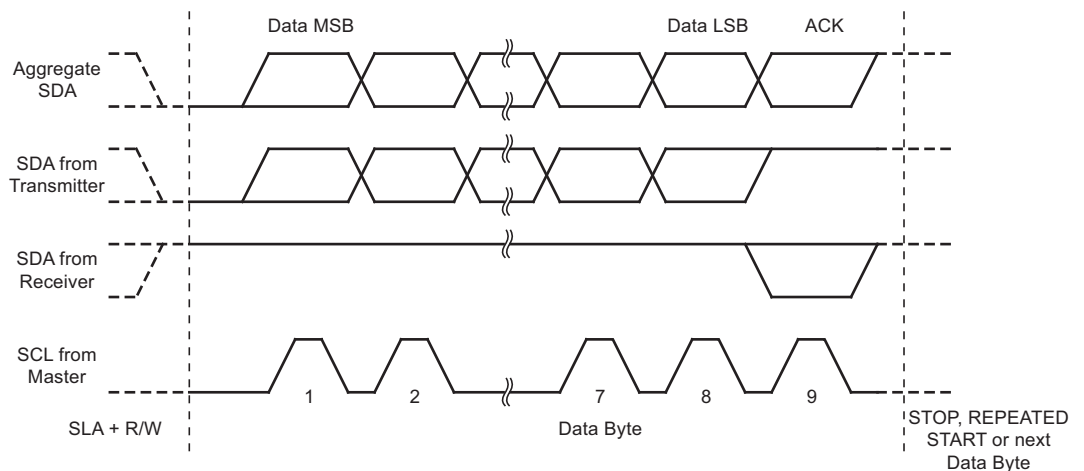 Data MSB
Data LSB
ACK
Aggregate
SDA
SDA from
Transmitter
SDA from
Receiver
SCL from
Master
1
2
7
8
9
SLA + R/W
Data Byte
STOP, REPEATED
START or next
Data Byte